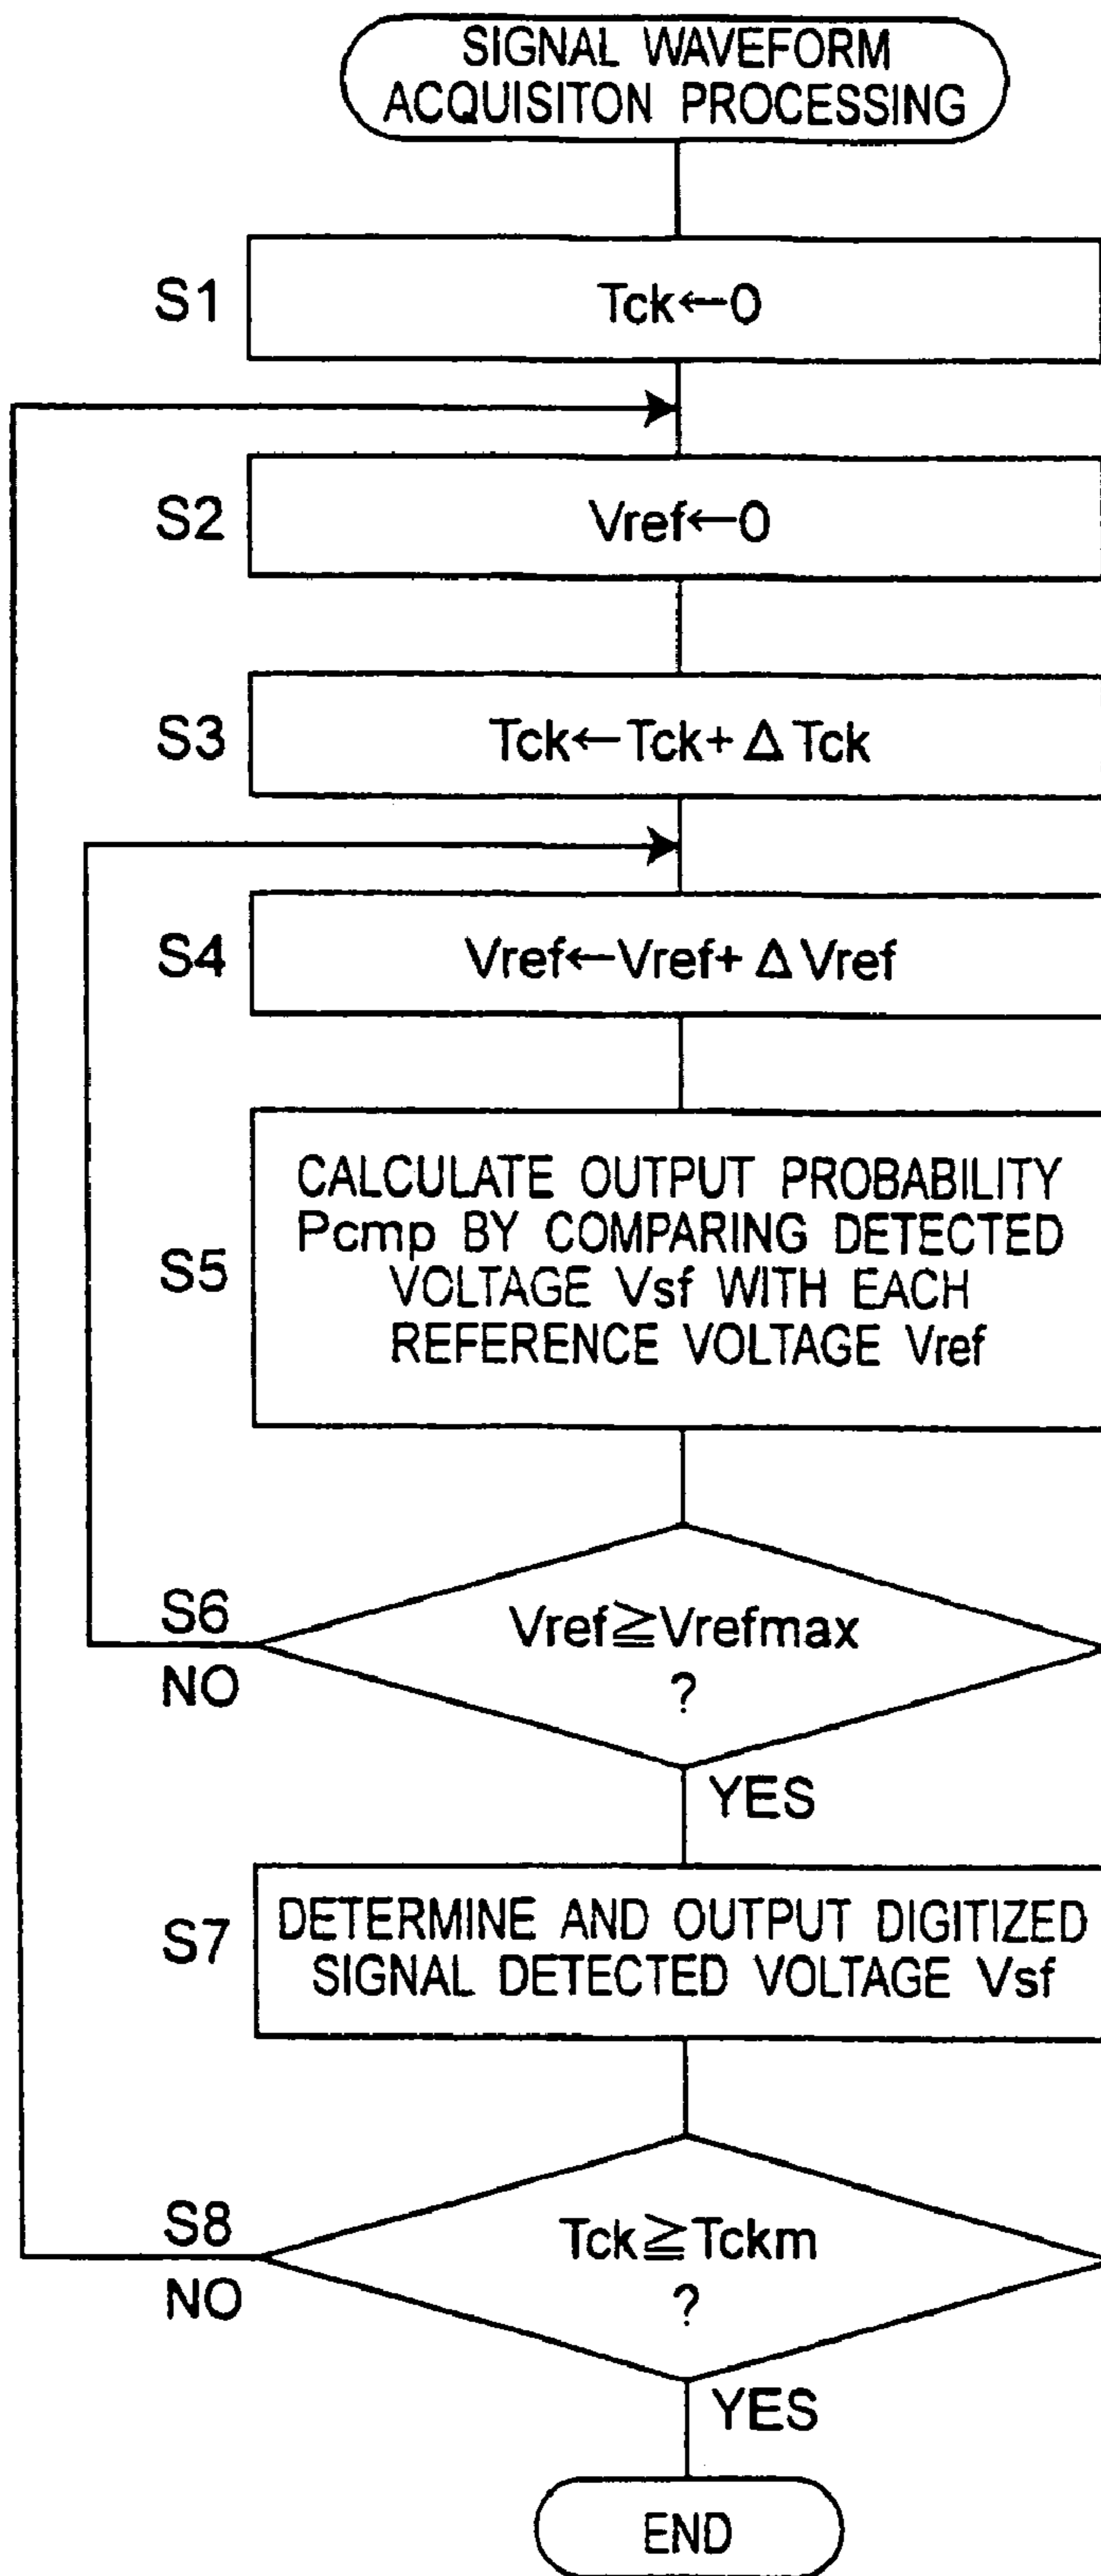 SIGNAL WAVEFORM
ACQUISITON PROCESSING
S1
Tck←0
S2
Vref←0
S3
Tck←Tck+ Δ Tck
S4
Vref←Vref+ Δ Vref
S5
CALCULATE OUTPUT PROBABILITY
Pcmp BY COMPARING DETECTED
VOLTAGE Vsf WITH EACH
REFERENCE VOLTAGE Vref
S6
NO
Vref≧Vrefmax
?
YES
S7
DETERMINE AND OUTPUT DIGITIZED
SIGNAL DETECTED VOLTAGE Vsf
S8
NO
Tck≧Tckm
?
YES
END